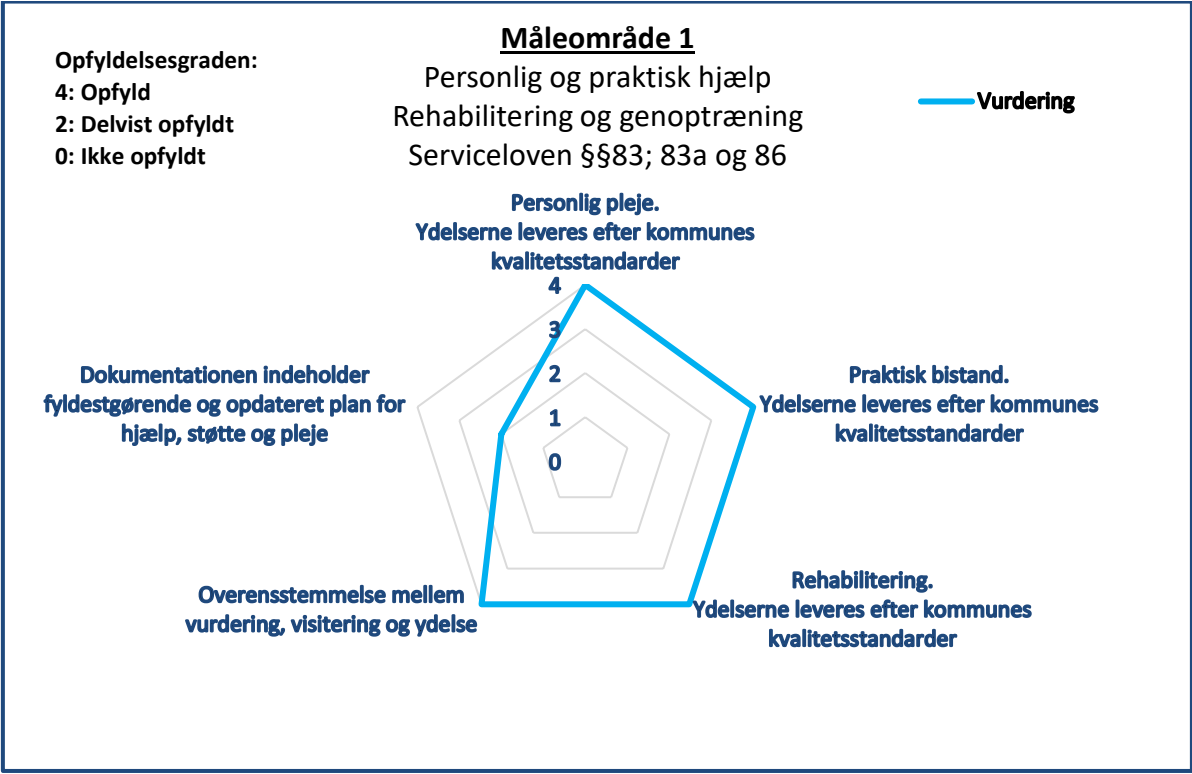 Måleområde 1
Personlig og praktisk hjælp
Rehabilitering og genoptræning
Serviceloven §§83; 83a og 86
Opfyldelsesgraden:
4: Opfyld
2: Delvist opfyldt
0: Ikke opfyldt
Vurdering
Personlig pleje.
Ydelserne leveres efter kommunes
kvalitetsstandarder
4
3
2
1
0
Praktisk bistand.
Ydelserne leveres efter kommunes
kvalitetsstandarder
Rehabilitering.
Ydelserne leveres efter kommunes
kvalitetsstandarder
Overensstemmelse mellem
vurdering, visitering og ydelse
Dokumentationen indeholder
fyldestgørende og opdateret plan for
hjælp, støtte og pleje